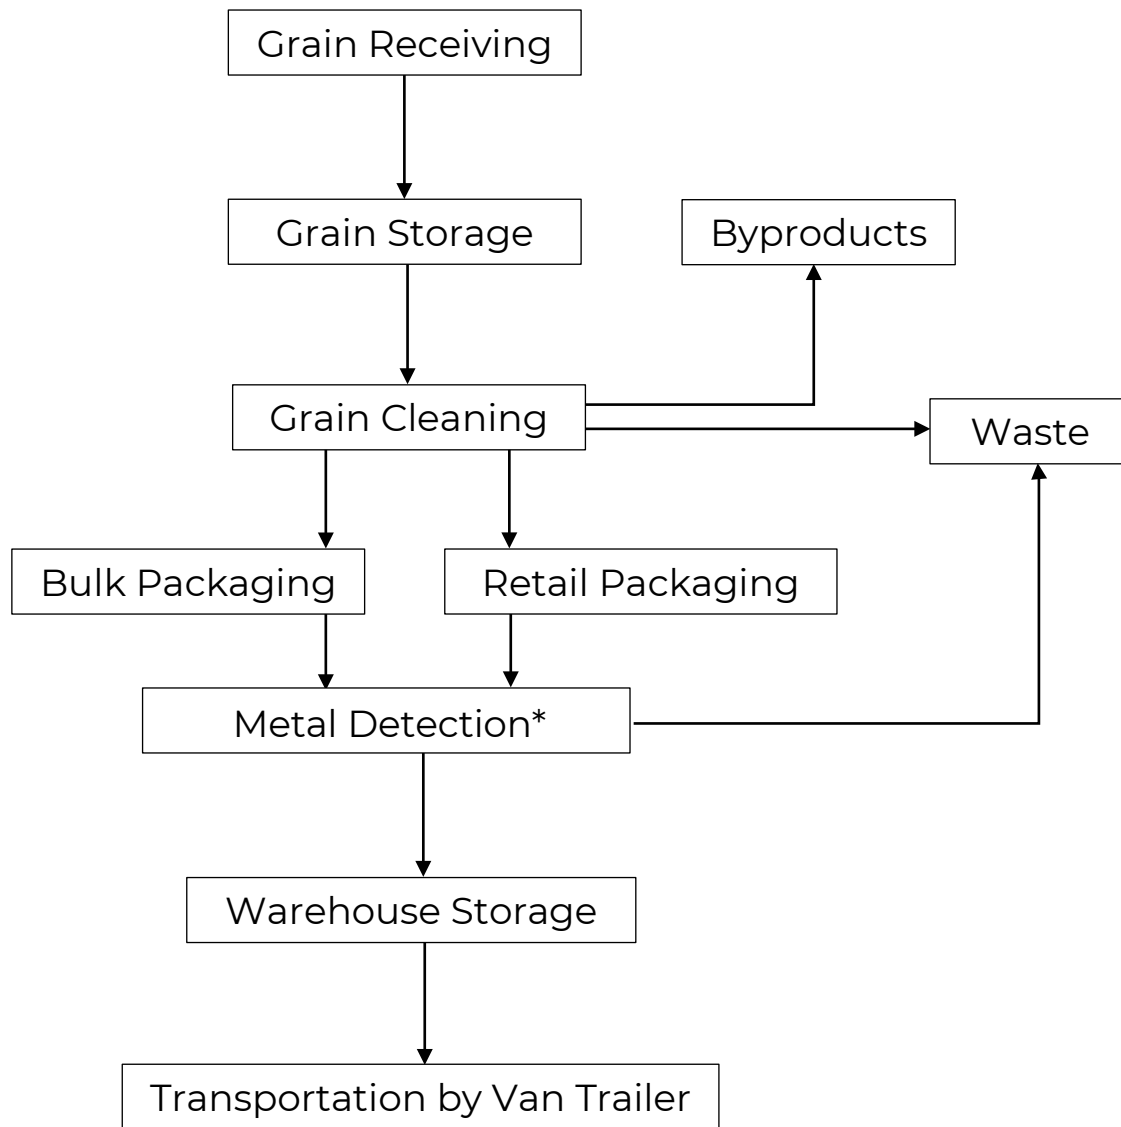 Grain Receiving
Grain Storage
Byproducts
Grain Cleaning
Waste
Bulk Packaging
Retail Packaging
Metal Detection*
Warehouse Storage
Transportation by Van Trailer